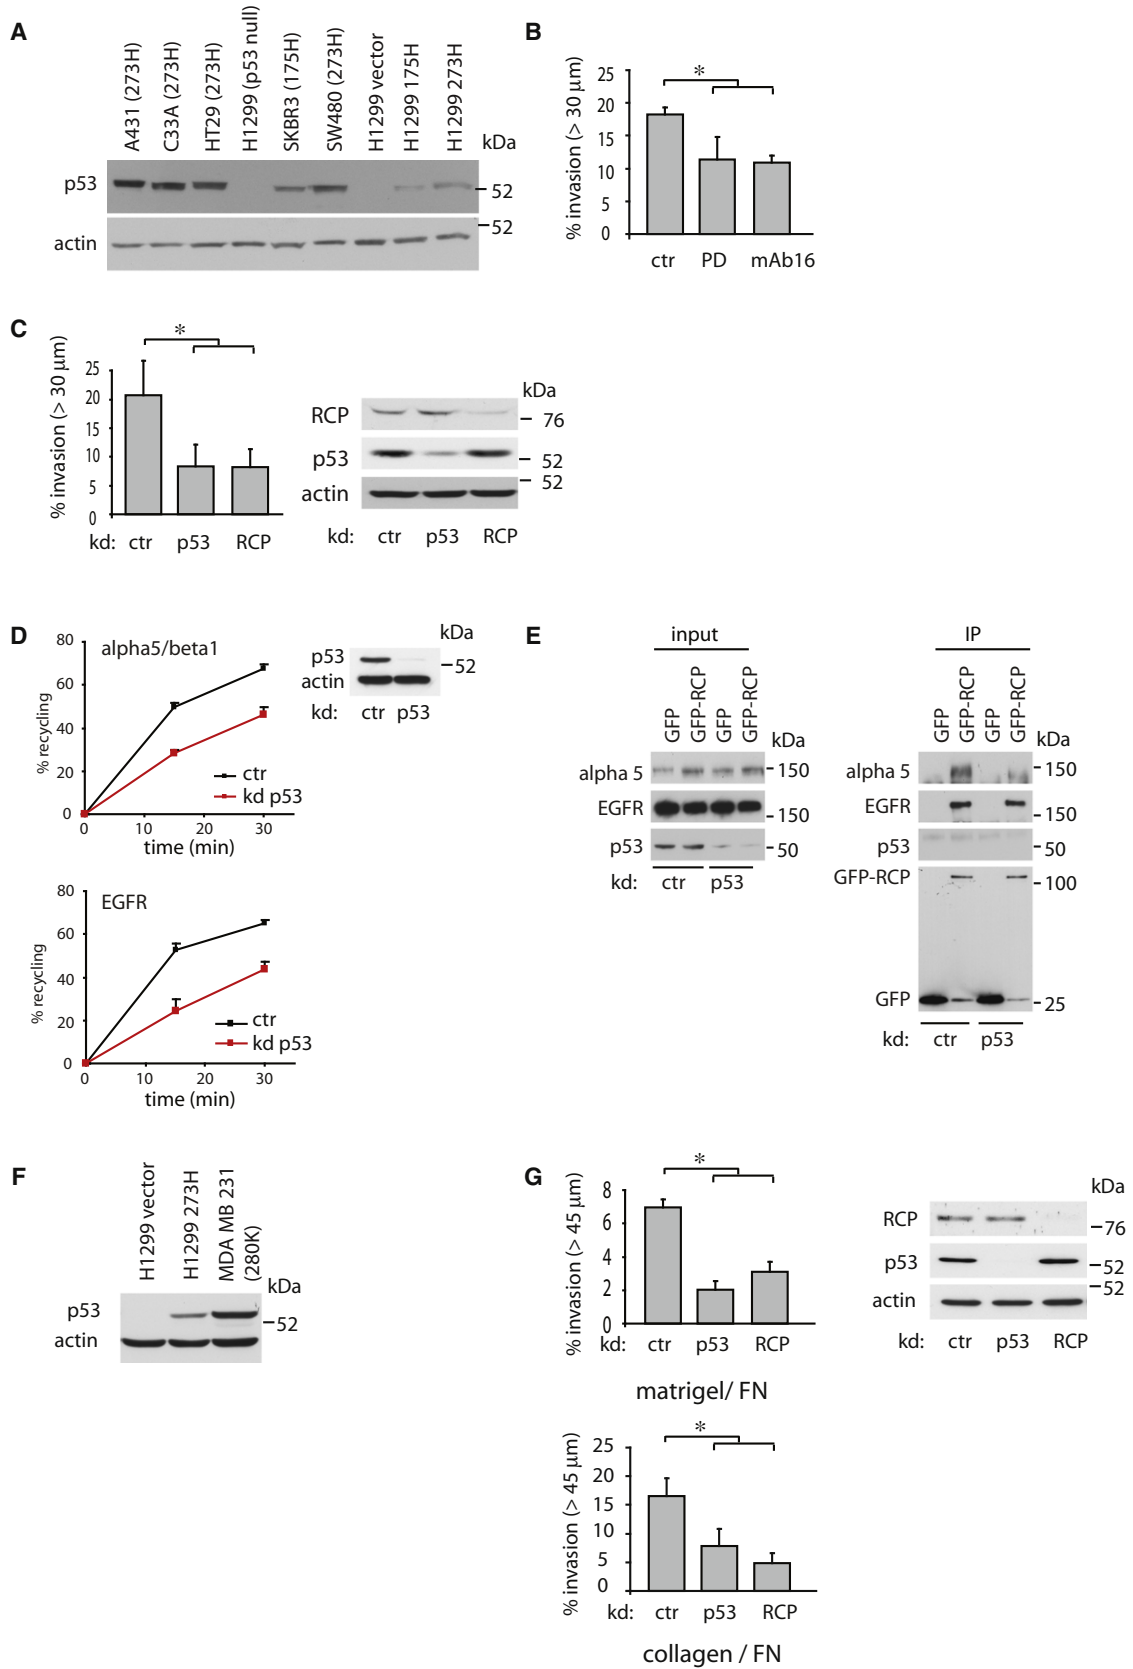 A
A431 (273H)
C33A (273H)
HT29 (273H)
H1299 (p53 null)
SKBR3 (175H)
SW480 (273H)
H1299 vector
H1299 175H
H1299 273H
kDa
p53
52
52
actin
B
% invasion (> 30 µm)
25
20
15
10
5
0
*
ctr PD mAb16
C
% invasion (> 30 µm)
25
20
15
10
5
0
*
kd: ctr p53 RCP
kDa
RCP
76
p53
52
52
actin
kd: ctr p53 RCP
D
alpha5/beta1
% recycling
80
60
40
20
0
ctr
kd p53
0 10 20 30
time (min)
kDa
p53
52
actin
kd: ctr p53
EGFR
% recycling
80
60
40
20
0
ctr
kd p53
0 10 20 30
time (min)
E
input
GFP
GFP-RCP
GFP
GFP-RCP
kDa
alpha 5
150
EGFR
150
p53
50
kd: ctr p53
IP
GFP
GFP-RCP
GFP
GFP-RCP
kDa
alpha 5
150
EGFR
150
p53
50
GFP-RCP
100
GFP
25
kd: ctr p53
F
H1299 vector
H1299 273H
MDA MB 231
(280K)
kDa
p53
52
actin
G
% invasion (> 45 µm)
8
6
4
2
0
*
kd: ctr p53 RCP
matrigel/ FN
kDa
RCP
76
p53
52
52
actin
kd: ctr p53 RCP
% invasion (> 45 µm)
25
20
15
10
5
0
*
kd: ctr p53 RCP
collagen / FN